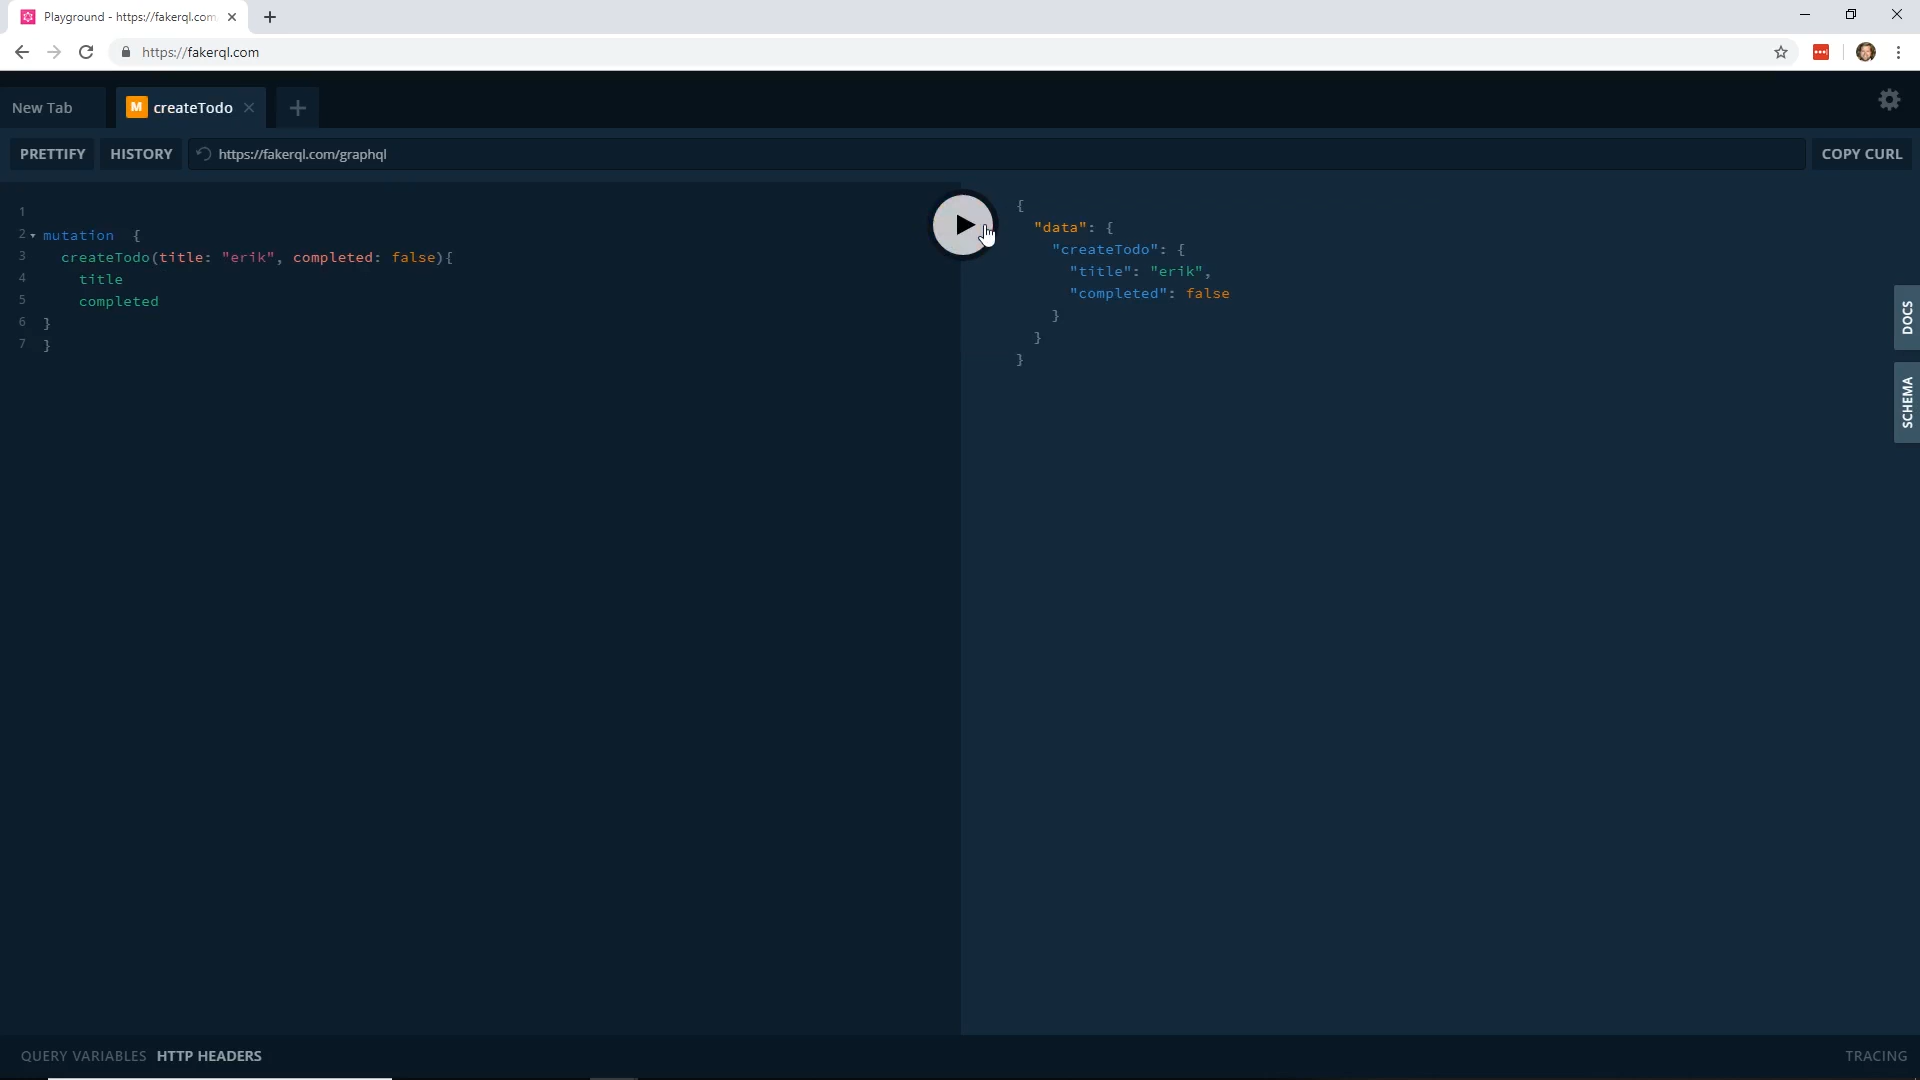 Playground - https://fakerql.com
https://fakerql.com
New Tab
M createTodo
PRETTIFY
HISTORY
https://fakerql.com/graphql
COPY CURL
1
2 mutation {
3 createTodo(title: "erik", completed: false){
4 title
5 completed
6 }
7 }
{
"data": {
"createTodo": {
"title": "erik",
"completed": false
}
}
}
DOCS
SCHEMA
QUERY VARIABLES
HTTP HEADERS
TRACING